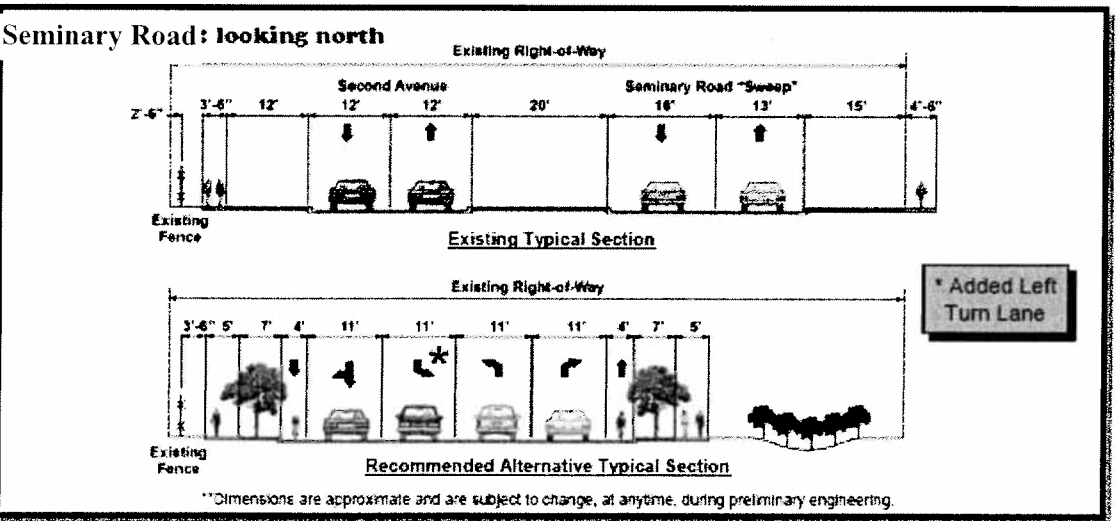 Seminary Road: looking north
Existing Right-of-Way
Second Avenue
Seminary Road "Sweep"
2'-6"
3'-6"
12'
12'
12'
20'
16'
13'
15'
4'-6"
Existing
Fence
Existing Typical Section
Existing Right-of-Way
* Added Left
Turn Lane
3'-6"
5'
7'
4'
11'
11'
11'
11'
4'
7'
5'
*
Existing
Fence
Recommended Alternative Typical Section
**Dimensions are approximate and are subject to change, at anytime, during preliminary engineering.